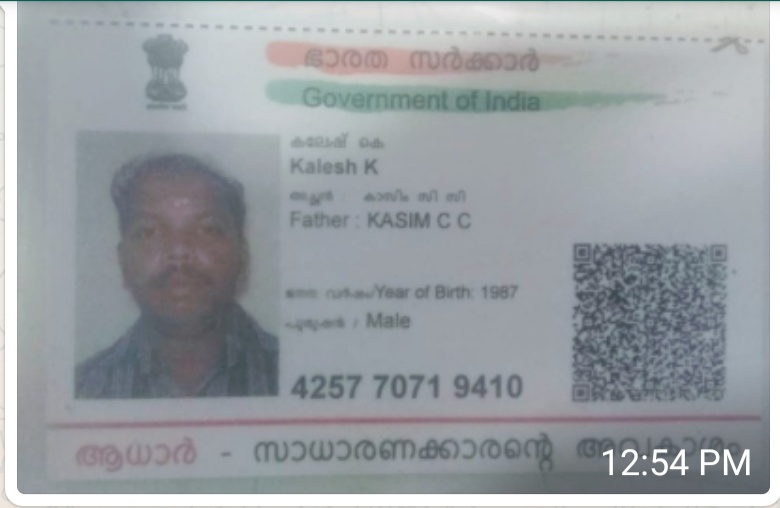 ഭാരത സർക്കാർ
Government of India
കലേഷ് കെ
Kalesh K
അച്ഛൻ : കാസിം സി സി
Father : KASIM C C
ജനന വർഷം/Year of Birth: 1987
പുരുഷൻ / Male
4257 7071 9410
ആധാർ - സാധാരണക്കാരന്റെ അവകാശം
12:54 PM